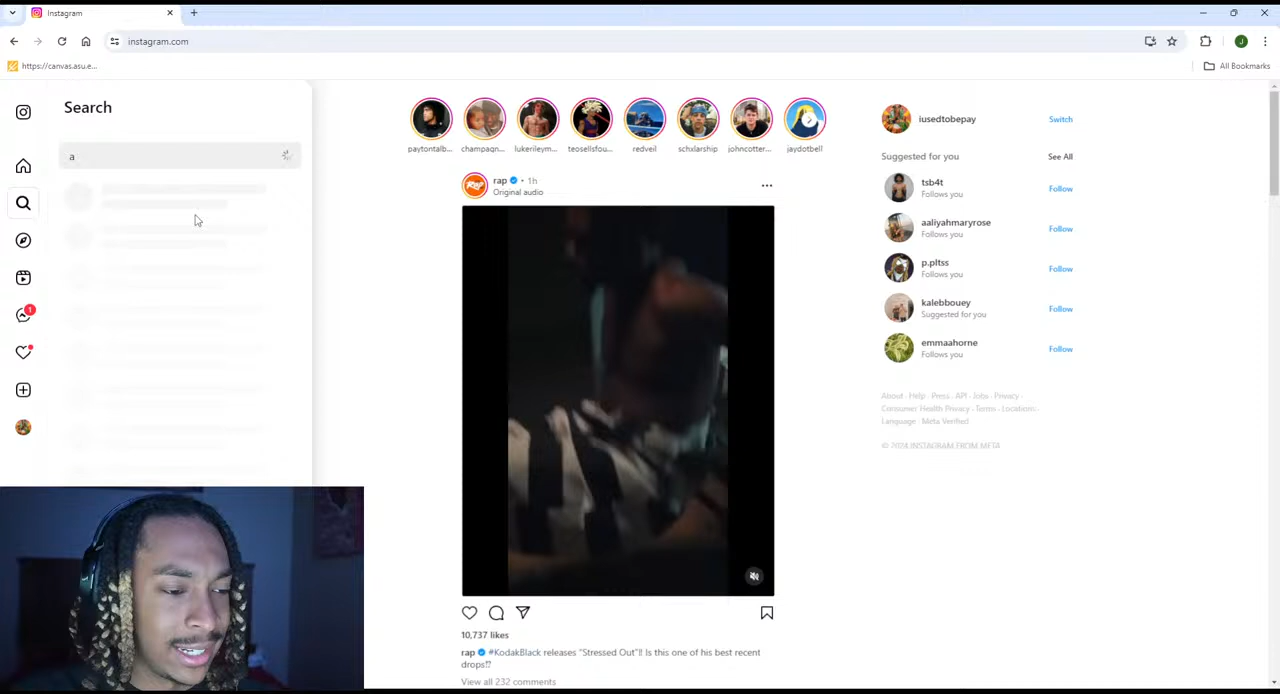 Instagram
instagram.com
J
https://canvas.asu.e...
All Bookmarks
Search
a
1
paytontalb...
champagn...
lukerileym...
teosellsfou...
redveil
schxlarship
johncotter...
jaydotbell
RAP
rap • 1h
Original audio
10,737 likes
rap #KodakBlack releases "Stressed Out"!! Is this one of his best recent
drops!?
View all 232 comments
iusedtobepay
Switch
Suggested for you
See All
tsb4t
Follows you
Follow
aaliyahmaryrose
Follows you
Follow
p.pltss
Follows you
Follow
kalebbouey
Suggested for you
Follow
emmaahorne
Follows you
Follow
About · Help · Press · API · Jobs · Privacy ·
Consumer Health Privacy · Terms · Locations ·
Language · Meta Verified
© 2024 INSTAGRAM FROM META